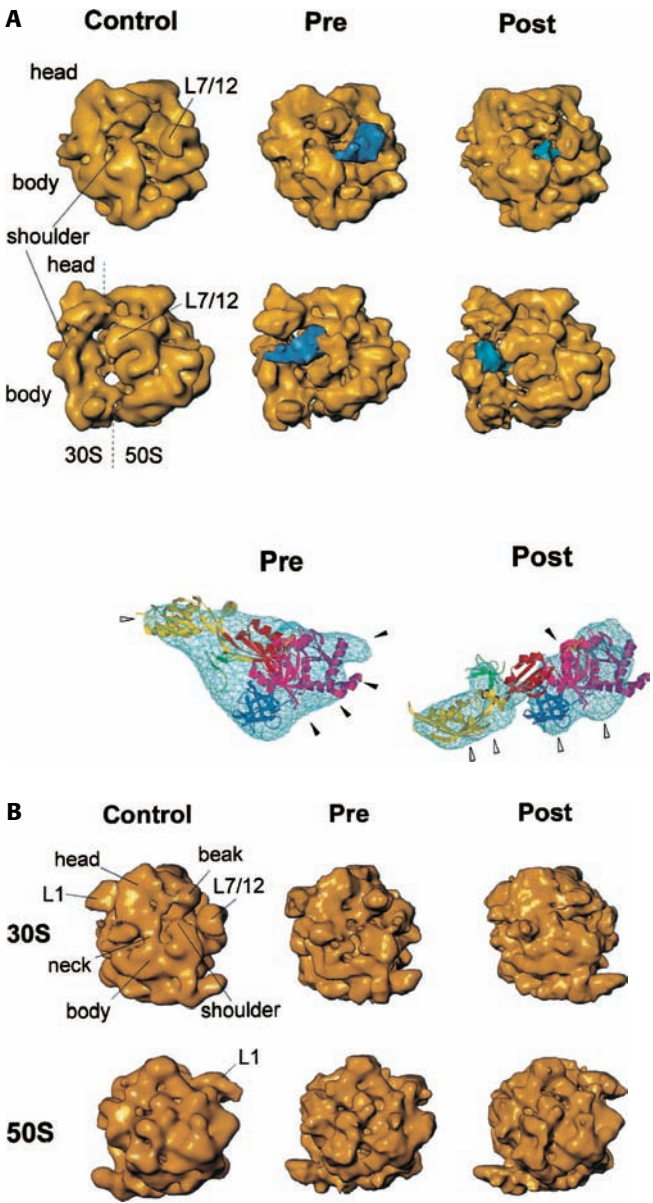 A
Control Pre Post
head
L7/12
body
shoulder
head
L7/12
body
30S 50S
Pre Post
B
Control Pre Post
head beak
L1 L7/12
30S
neck
body shoulder
L1
50S